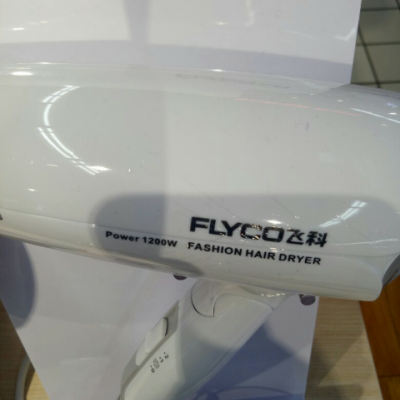 FLYCO飞科
Power 1200W FASHION HAIR DRYER